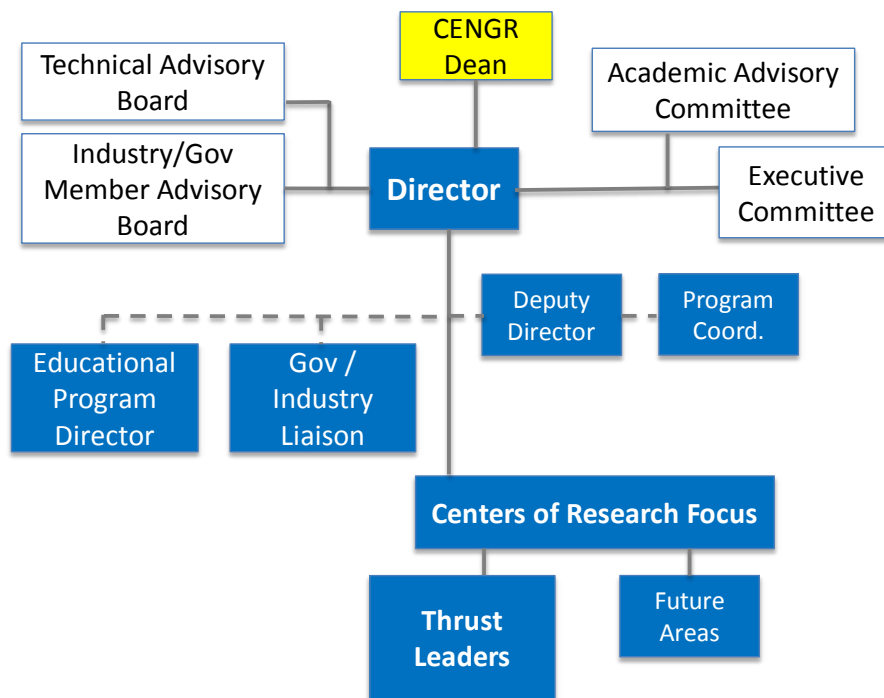 CENGR
Dean
Technical Advisory
Board
Academic Advisory
Committee
Industry/Gov
Member Advisory
Board
Director
Executive
Committee
Deputy
Director
Program
Coord.
Educational
Program
Director
Gov /
Industry
Liaison
Centers of Research Focus
Thrust
Leaders
Future
Areas